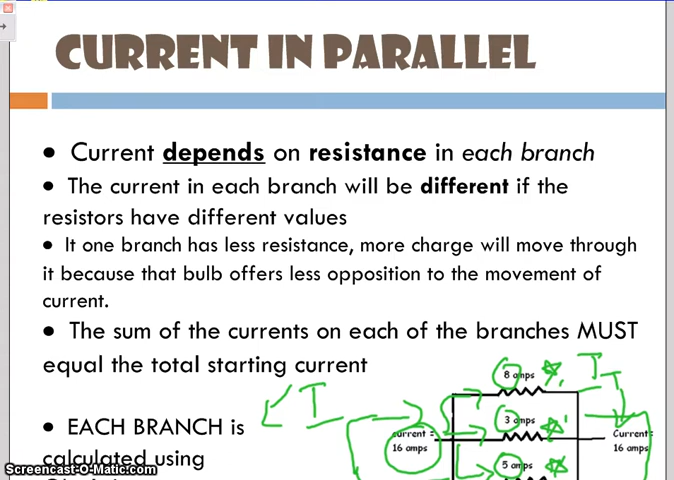 CURRENT IN PARALLEL
• Current depends on resistance in each branch
• The current in each branch will be different if the
resistors have different values
• It one branch has less resistance, more charge will move through
it because that bulb offers less opposition to the movement of
current.
• The sum of the currents on each of the branches MUST
equal the total starting current
8 amps
I
T
I
3 amps
• EACH BRANCH is
Current =
16 amps
Current=
16 amps
calculated using
5 amps
Screencast-O-Matic.com